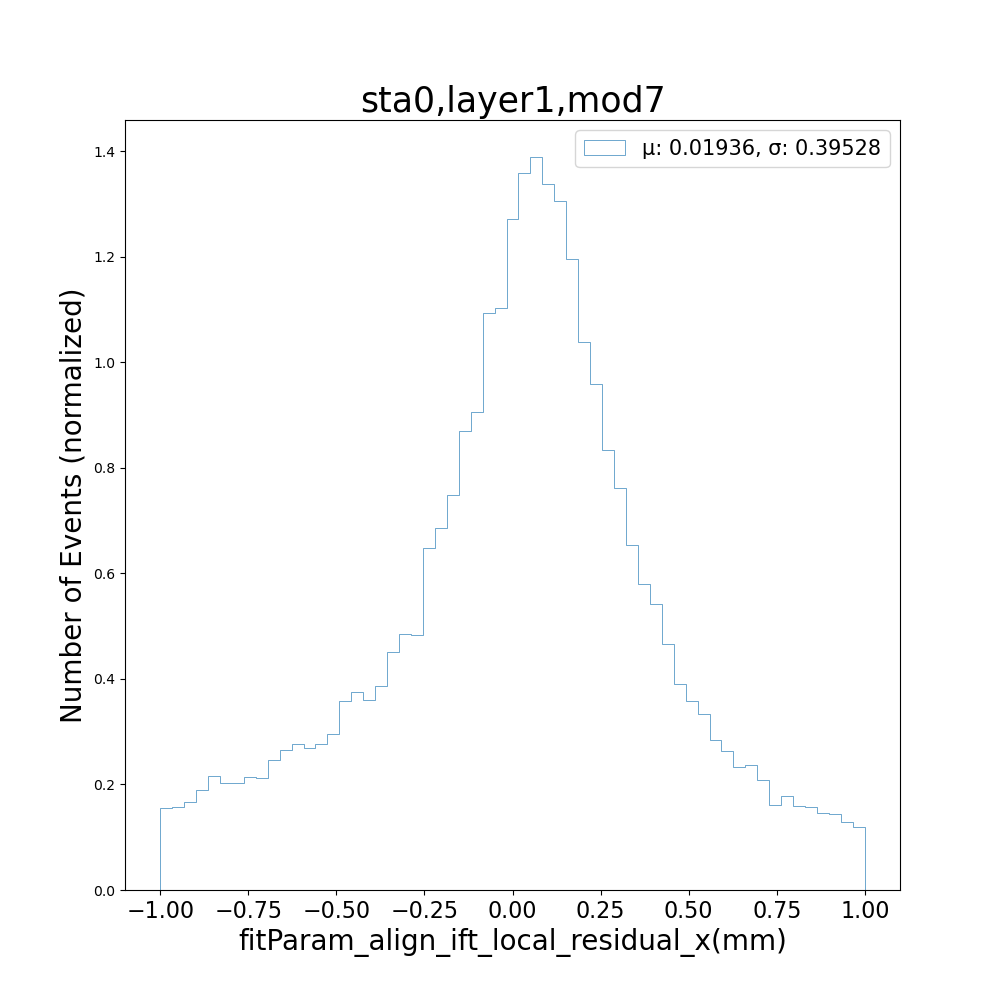 sta0,layer1,mod7
μ: 0.01936, σ: 0.39528
Number of Events (normalized)
1.4
1.2
1.0
0.8
0.6
0.4
0.2
0.0
−1.00 −0.75 −0.50 −0.25 0.00 0.25 0.50 0.75 1.00
fitParam_align_ift_local_residual_x(mm)